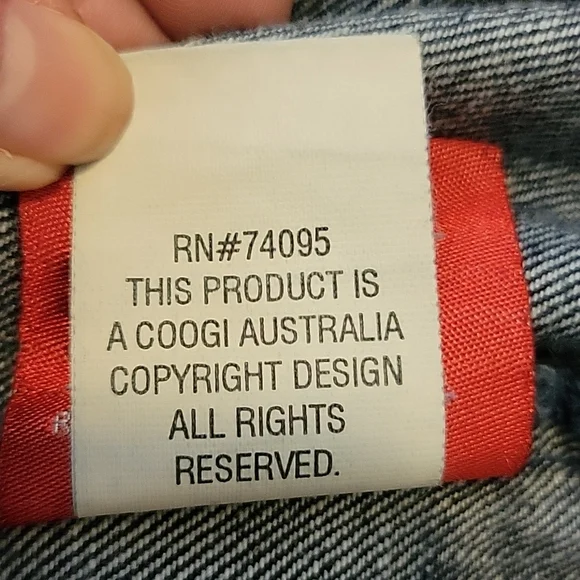 RN#74095
THIS PRODUCT IS
A COOGI AUSTRALIA
COPYRIGHT DESIGN
ALL RIGHTS
RESERVED.
R